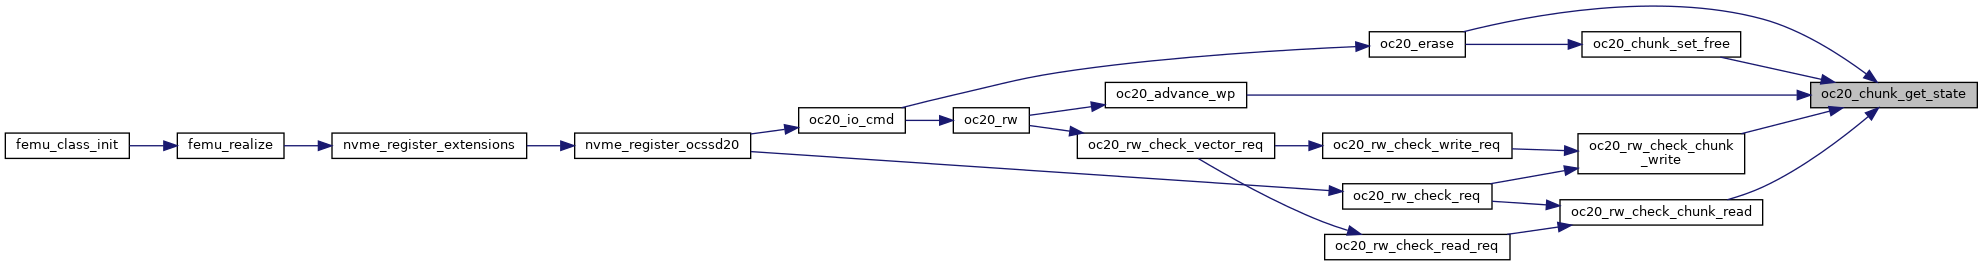 femu_class_init
femu_realize
nvme_register_extensions
nvme_register_ocssd20
oc20_io_cmd
oc20_rw
oc20_advance_wp
oc20_rw_check_vector_req
oc20_erase
oc20_rw_check_write_req
oc20_rw_check_req
oc20_rw_check_read_req
oc20_chunk_set_free
oc20_rw_check_chunk
_write
oc20_rw_check_chunk_read
oc20_chunk_get_state